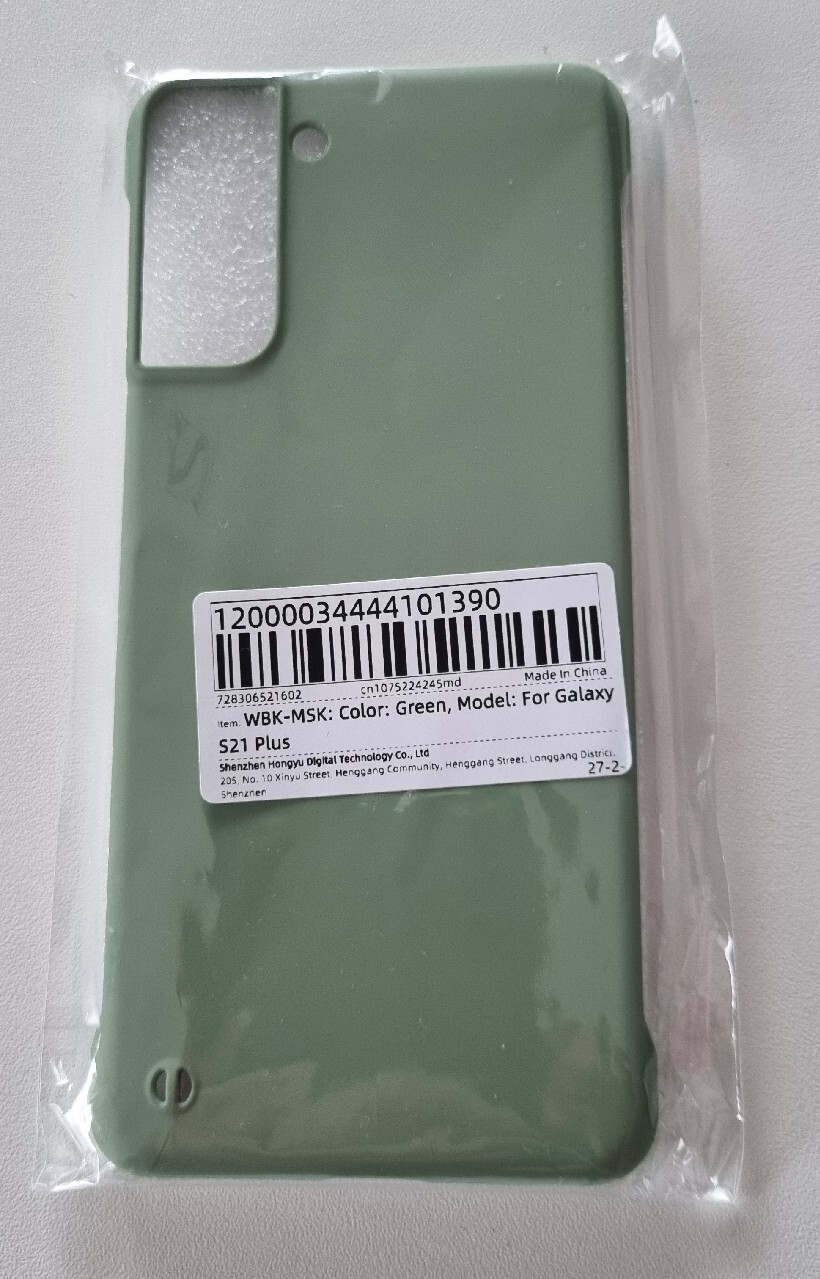 12000034444101390
728306521602 cn1075224245md Made In China
Item: WBK-MSK: Color: Green, Model: For Galaxy
S21 Plus
Shenzhen Hongyu Digital Technology Co., Ltd
205, No. 10 Xinyu Street, Henggang Community, Henggang Street, Longgang District,
Shenzhen 27-2-